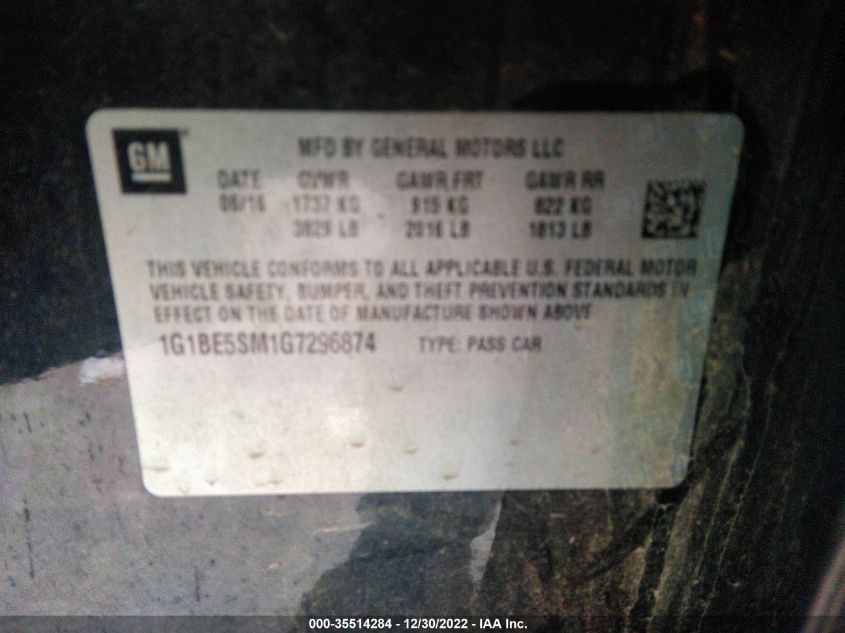 GM
MFD BY GENERAL MOTORS LLC
DATE GVWR GAWR FRT GAWR RR
06/16 1737 KG 915 KG 822 KG
3829 LB 2016 LB 1813 LB
THIS VEHICLE CONFORMS TO ALL APPLICABLE U.S. FEDERAL MOTOR
VEHICLE SAFETY, BUMPER, AND THEFT PREVENTION STANDARDS IN
EFFECT ON THE DATE OF MANUFACTURE SHOWN ABOVE
1G1BE5SM1G7296874 TYPE: PASS CAR
000-35514284 - 12/30/2022 - IAA Inc.